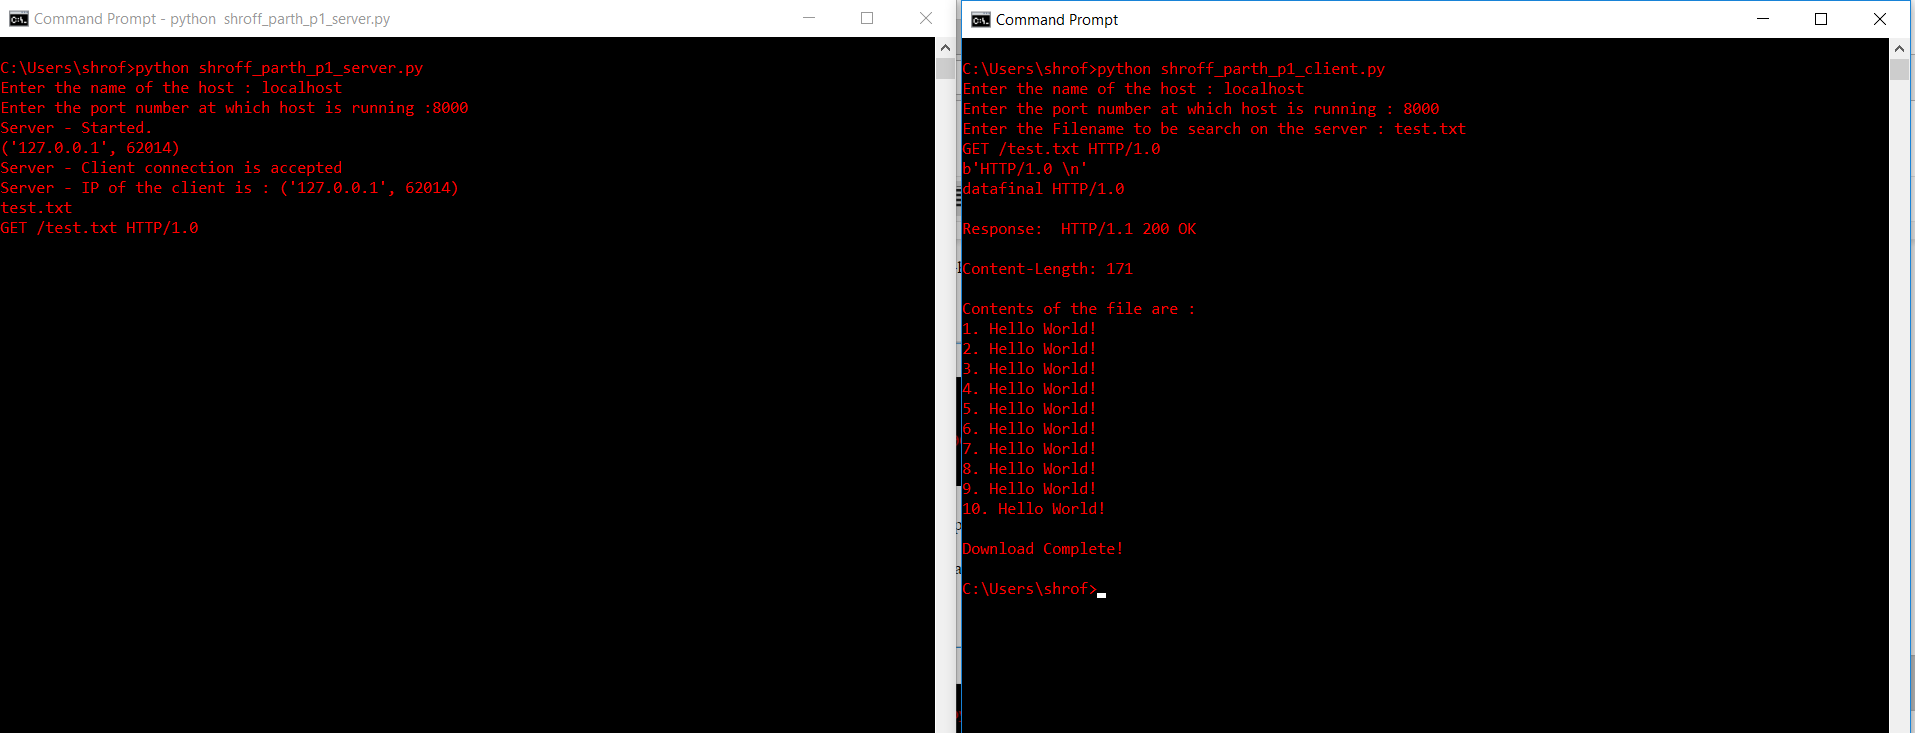 Command Prompt - python  shroff_parth_p1_server.py
C:\Users\shrof>python shroff_parth_p1_server.py
Enter the name of the host : localhost
Enter the port number at which host is running :8000
Server - Started.
('127.0.0.1', 62014)
Server - Client connection is accepted
Server - IP of the client is : ('127.0.0.1', 62014)
test.txt
GET /test.txt HTTP/1.0
Command Prompt
C:\Users\shrof>python shroff_parth_p1_client.py
Enter the name of the host : localhost
Enter the port number at which host is running : 8000
Enter the Filename to be search on the server : test.txt
GET /test.txt HTTP/1.0
b'HTTP/1.0 \n'
datafinal HTTP/1.0
Response:  HTTP/1.1 200 OK
Content-Length: 171
Contents of the file are :
1. Hello World!
2. Hello World!
3. Hello World!
4. Hello World!
5. Hello World!
6. Hello World!
7. Hello World!
8. Hello World!
9. Hello World!
10. Hello World!
Download Complete!
C:\Users\shrof>